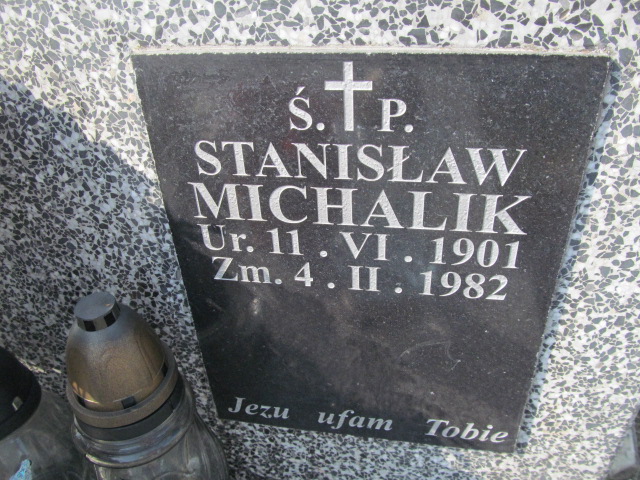 Ś. P.
STANISŁAW
MICHALIK
Ur. 11 . VI . 1901
Zm. 4 . II . 1982
Jezu ufam Tobie